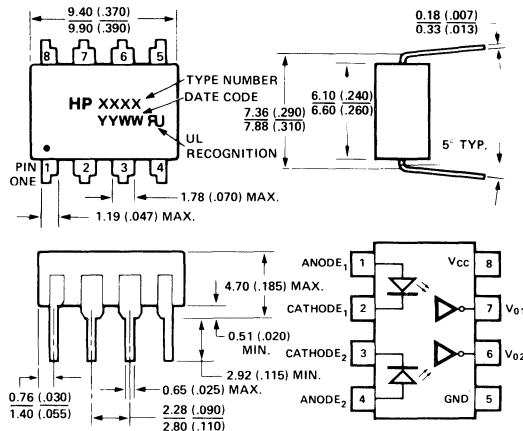 9.40 (.370)
9.90 (.390)
8 7 6 5
HP XXXX
YYWW RU
TYPE NUMBER
DATE CODE
UL
RECOGNITION
PIN
ONE
1 2 3 4
1.78 (.070) MAX.
1.19 (.047) MAX.
0.18 (.007)
0.33 (.013)
7.36 (.290)
7.88 (.310)
6.10 (.240)
6.60 (.260)
5° TYP.
4.70 (.185) MAX.
0.51 (.020)
MIN.
2.92 (.115) MIN.
0.76 (.030)
1.40 (.055)
0.65 (.025) MAX.
2.28 (.090)
2.80 (.110)
ANODE1 1 VCC 8
CATHODE1 2 7 V01
CATHODE2 3 6 V02
ANODE2 4 GND 5